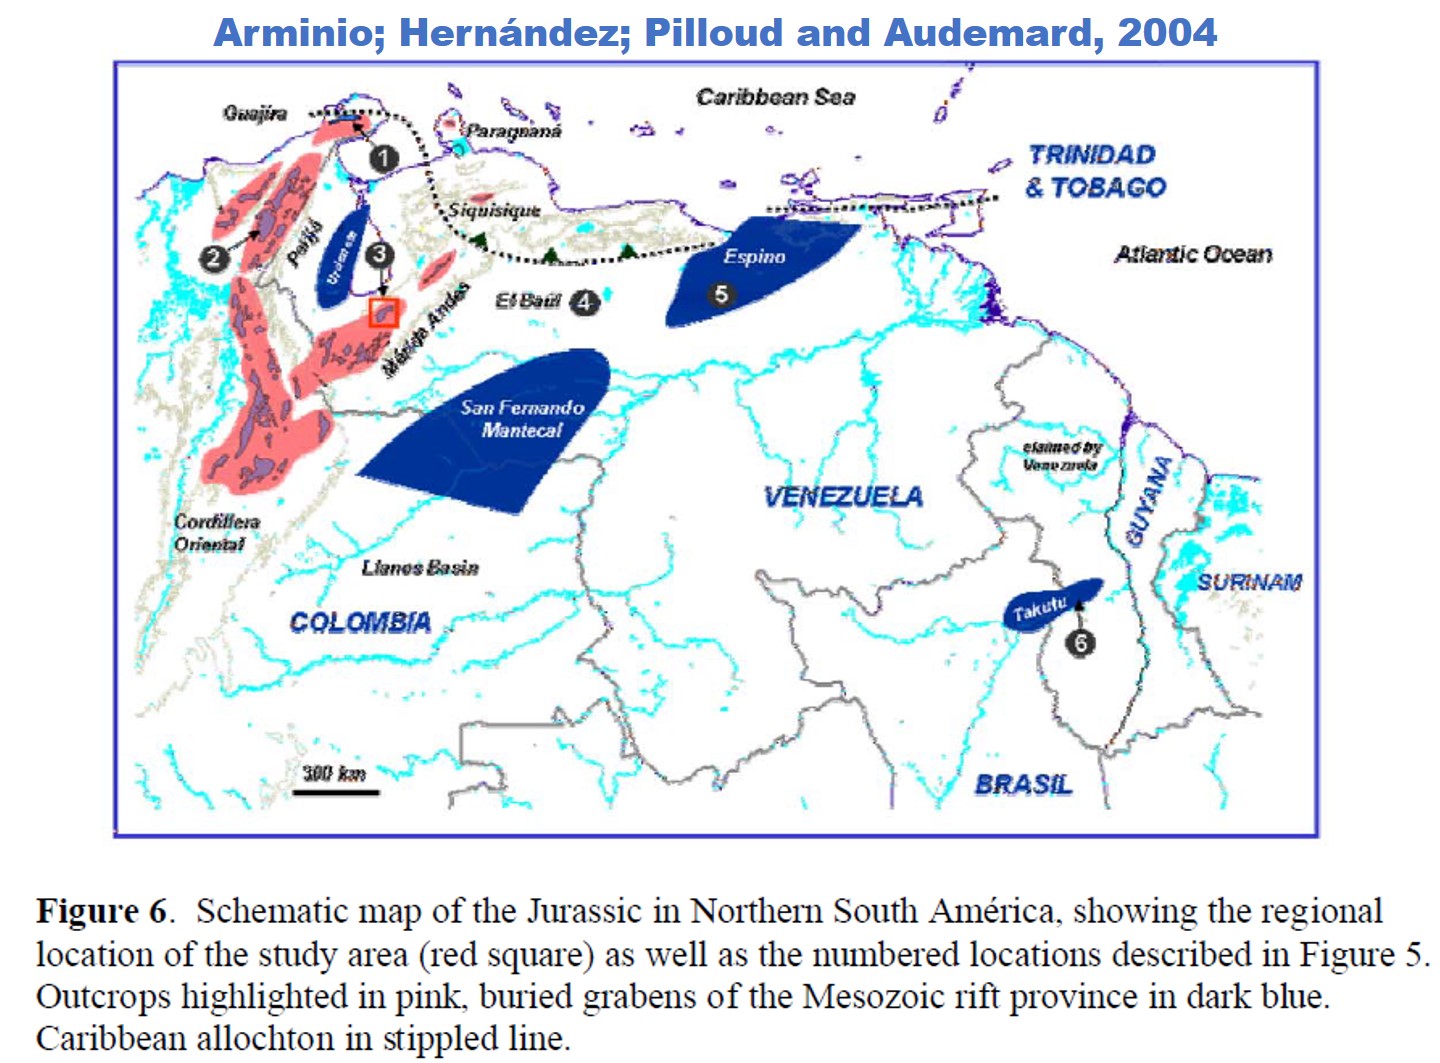 Arminio; Hernández; Pilloud and Audemard, 2004
Caribbean Sea
Guajira
Paraguaná
1
TRINIDAD
& TOBAGO
Siquisique
2
Perijá
3
Espino
Atlantic Ocean
El Baúl 4
5
Mérida Andes
San Fernando
Mantecal
claimed by
Venezuela
VENEZUELA
GUYANA
Cordillera
Oriental
Llanos Basin
SURINAM
COLOMBIA
Takutu
6
300 km
BRASIL
Figure 6. Schematic map of the Jurassic in Northern South América, showing the regional
location of the study area (red square) as well as the numbered locations described in Figure 5.
Outcrops highlighted in pink, buried grabens of the Mesozoic rift province in dark blue.
Caribbean allochton in stippled line.